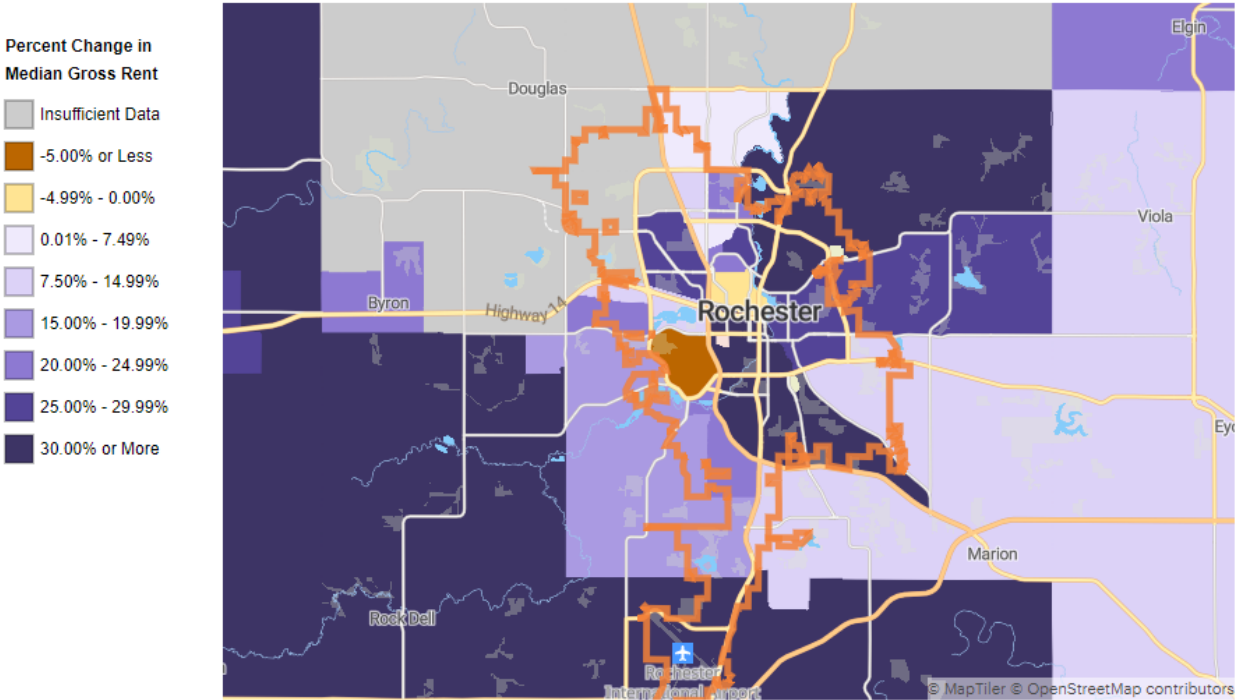 Percent Change in
Median Gross Rent
Insufficient Data
-5.00% or Less
-4.99% - 0.00%
0.01% - 7.49%
7.50% - 14.99%
15.00% - 19.99%
20.00% - 24.99%
25.00% - 29.99%
30.00% or More
Elgin
Douglas
Viola
Byron
Highway 14
Rochester
Eyo
Marion
Rock Dell
Rochester
International Airport
© MapTiler © OpenStreetMap contributors